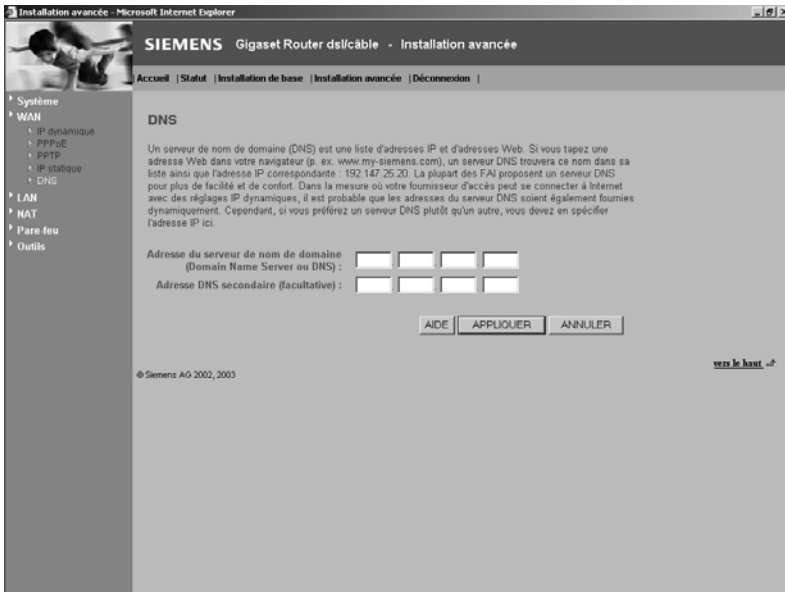 Installation avancée - Microsoft Internet Explorer
SIEMENS Gigaset Router dsl/câble - Installation avancée
| Accueil | Statut | Installation de base | Installation avancée | Déconnexion |
Système
WAN
IP dynamique
PPPoE
PPTP
IP statique
DNS
LAN
NAT
Pare-feu
Outils
DNS
Un serveur de nom de domaine (DNS) est une liste d'adresses IP et d'adresses Web. Si vous tapez une
adresse Web dans votre navigateur (p. ex. www.my-siemens.com), un serveur DNS trouvera ce nom dans sa
liste ainsi que l'adresse IP correspondante : 192.147.25.20. La plupart des FAI proposent un serveur DNS
pour plus de facilité et de confort. Dans la mesure où votre fournisseur d'accès peut se connecter à Internet
avec des réglages IP dynamiques, il est probable que les adresses du serveur DNS soient également fournies
dynamiquement. Cependant, si vous préférez un serveur DNS plutôt qu'un autre, vous devez en spécifier
l'adresse IP ici.
Adresse du serveur de nom de domaine
(Domain Name Server ou DNS) :
Adresse DNS secondaire (facultative) :
AIDE APPLIQUER ANNULER
vers le haut
© Siemens AG 2002, 2003